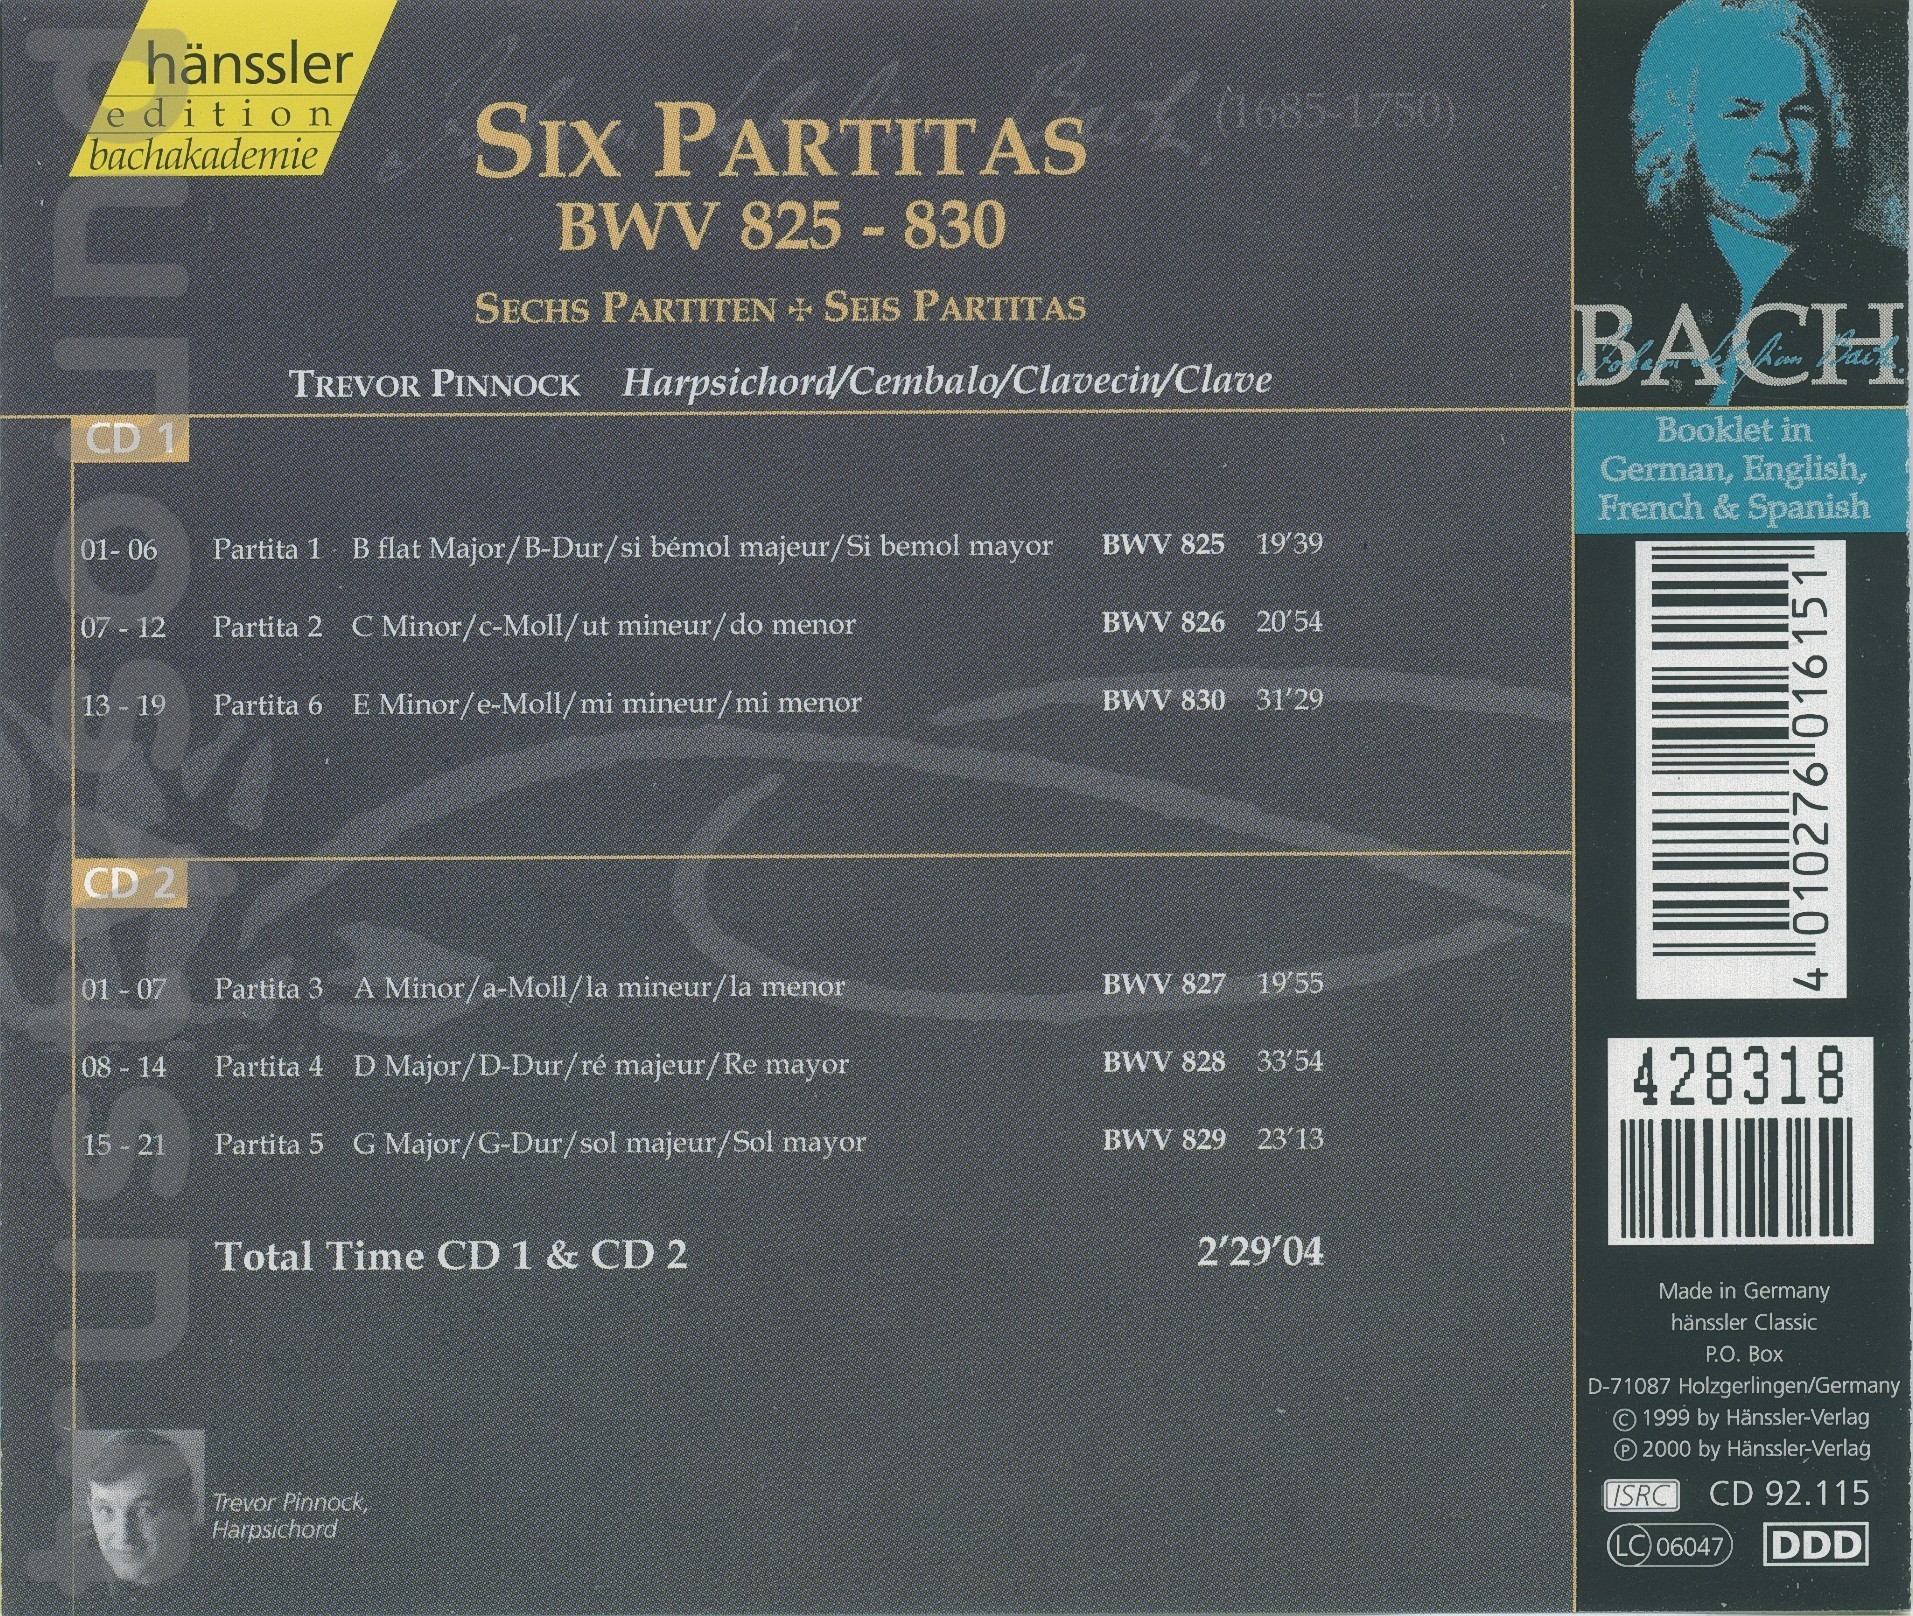 hänssler
edition
bachakademie
(1685-1750)
SIX PARTITAS
BWV 825 - 830
SECHS PARTITEN ✢ SEIS PARTITAS
TREVOR PINNOCK Harpsichord/Cembalo/Clavecin/Clave
BACH
Johann Sebastian Bach.
Booklet in
German, English,
French & Spanish
CD 1
01- 06 Partita 1 B flat Major/B-Dur/si bémol majeur/Si bemol mayor BWV 825 19'39
07 - 12 Partita 2 C Minor/c-Moll/ut mineur/do menor BWV 826 20'54
13 - 19 Partita 6 E Minor/e-Moll/mi mineur/mi menor BWV 830 31'29
CD 2
01 - 07 Partita 3 A Minor/a-Moll/la mineur/la menor BWV 827 19'55
08 - 14 Partita 4 D Major/D-Dur/ré majeur/Re mayor BWV 828 33'54
15 - 21 Partita 5 G Major/G-Dur/sol majeur/Sol mayor BWV 829 23'13
Total Time CD 1 & CD 2 2'29'04
Trevor Pinnock,
Harpsichord
4 010276 016151
428318
Made in Germany
hänssler Classic
P.O. Box
D-71087 Holzgerlingen/Germany
© 1999 by Hänssler-Verlag
℗ 2000 by Hänssler-Verlag
ISRC CD 92.115
LC 06047 DDD